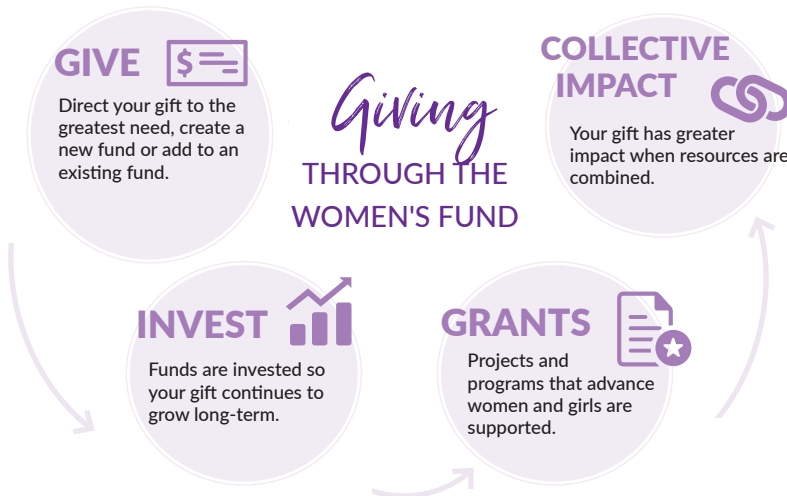 GIVE
$
Direct your gift to the
greatest need, create a
new fund or add to an
existing fund.
Giving
THROUGH THE
WOMEN'S FUND
COLLECTIVE
IMPACT
Your gift has greater
impact when resources are
combined.
INVEST
Funds are invested so
your gift continues to
grow long-term.
GRANTS
Projects and
programs that advance
women and girls are
supported.